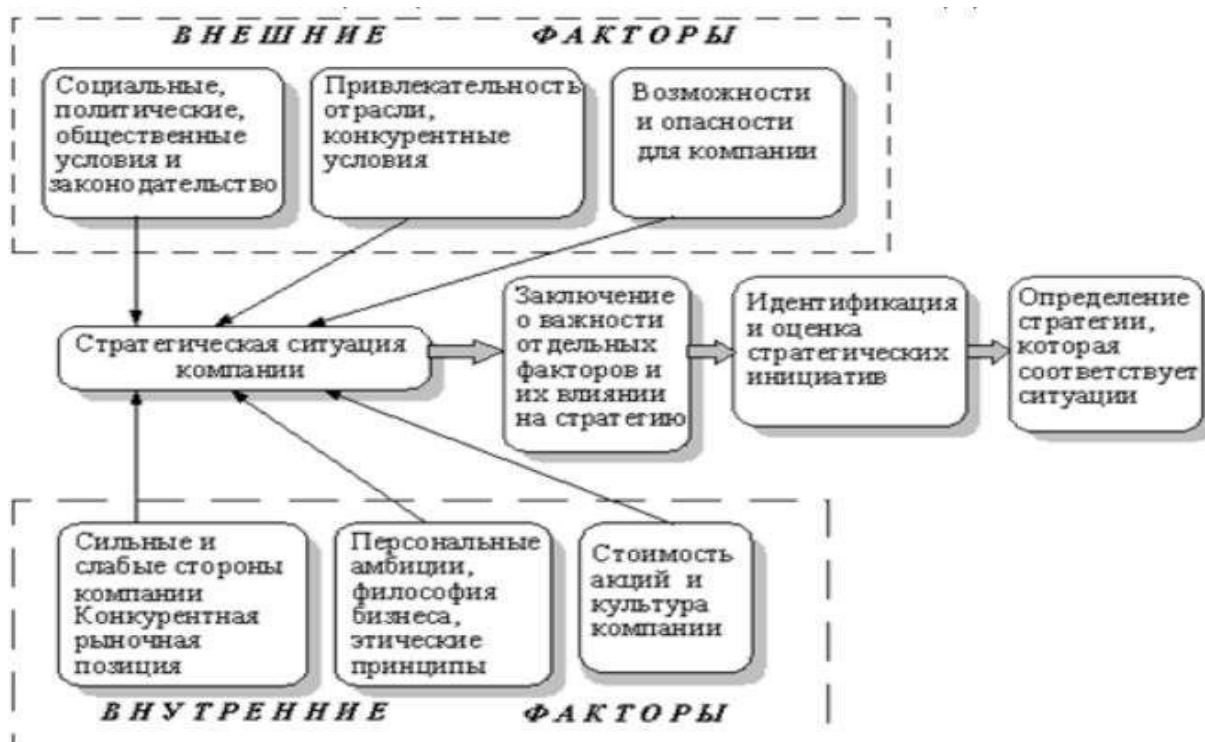 ВНЕШНИЕ ФАКТОРЫ
Социальные,
политические,
общественные
условия и
законодательство
Привлекательность
отрасли,
конкурентные
условия
Возможности
и опасности
для компании
Стратегическая ситуация
компании
Заключение
о важности
отдельных
факторов и
их влиянии
на стратегию
Идентификация
и оценка
стратегических
инициатив
Определение
стратегии,
которая
соответствует
ситуации
Сильные и
слабые стороны
компании
Конкурентная
рыночная
позиция
Персональные
амбиции,
философия
бизнеса,
этические
принципы
Стоимость
акций и
культура
компании
ВНУТРЕННИЕ ФАКТОРЫ